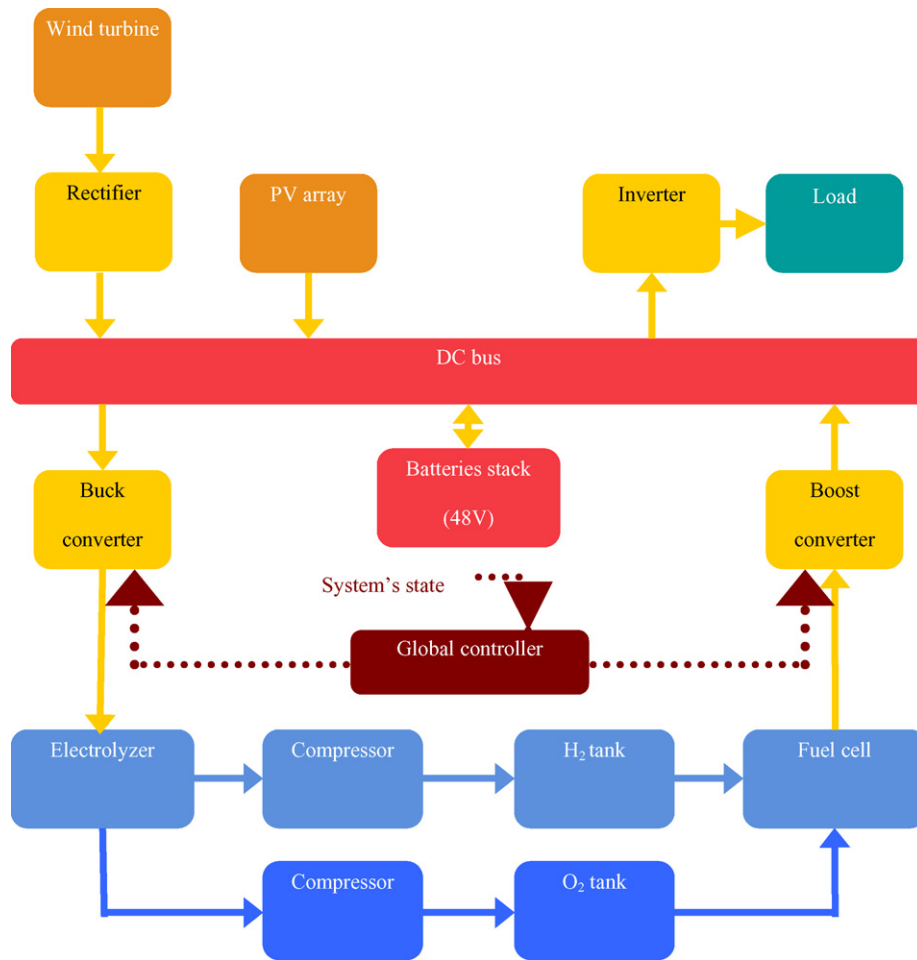 Wind turbine
Rectifier
PV array
Inverter
Load
DC bus
Buck
converter
Batteries stack
(48V)
Boost
converter
System’s state
Global controller
Electrolyzer
Compressor
H₂ tank
Fuel cell
Compressor
O₂ tank